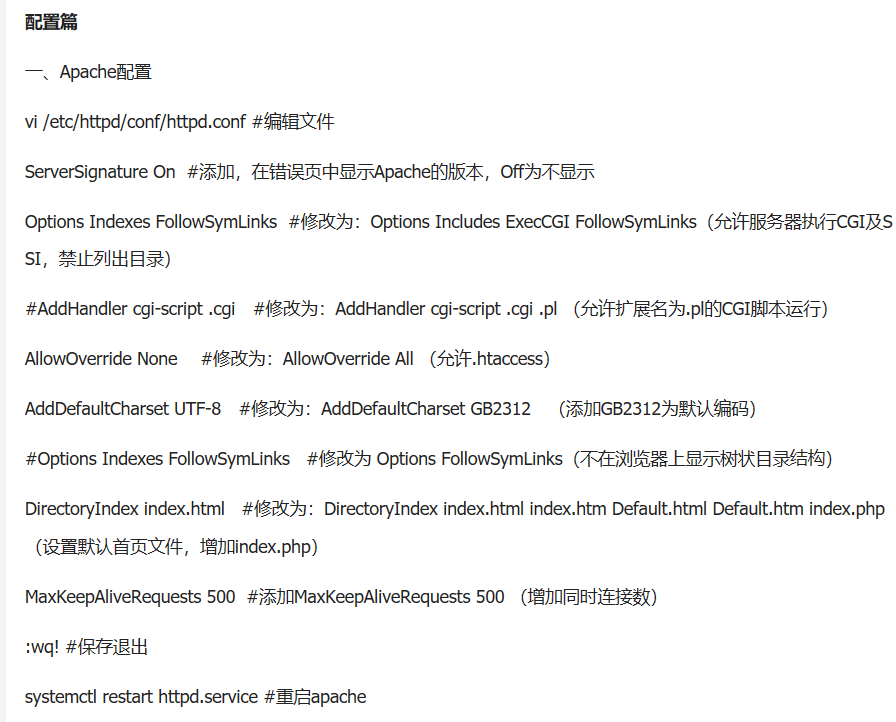 配置篇
一、Apache配置
vi /etc/httpd/conf/httpd.conf #编辑文件
ServerSignature On #添加，在错误页中显示Apache的版本，Off为不显示
Options Indexes FollowSymLinks #修改为：Options Includes ExecCGI FollowSymLinks（允许服务器执行CGI及S
SI，禁止列出目录）
#AddHandler cgi-script .cgi #修改为：AddHandler cgi-script .cgi .pl （允许扩展名为.pl的CGI脚本运行）
AllowOverride None #修改为：AllowOverride All （允许.htaccess）
AddDefaultCharset UTF-8 #修改为：AddDefaultCharset GB2312 （添加GB2312为默认编码）
#Options Indexes FollowSymLinks #修改为 Options FollowSymLinks（不在浏览器上显示树状目录结构）
DirectoryIndex index.html #修改为：DirectoryIndex index.html index.htm Default.html Default.htm index.php
（设置默认首页文件，增加index.php）
MaxKeepAliveRequests 500 #添加MaxKeepAliveRequests 500 （增加同时连接数）
:wq! #保存退出
systemctl restart httpd.service #重启apache